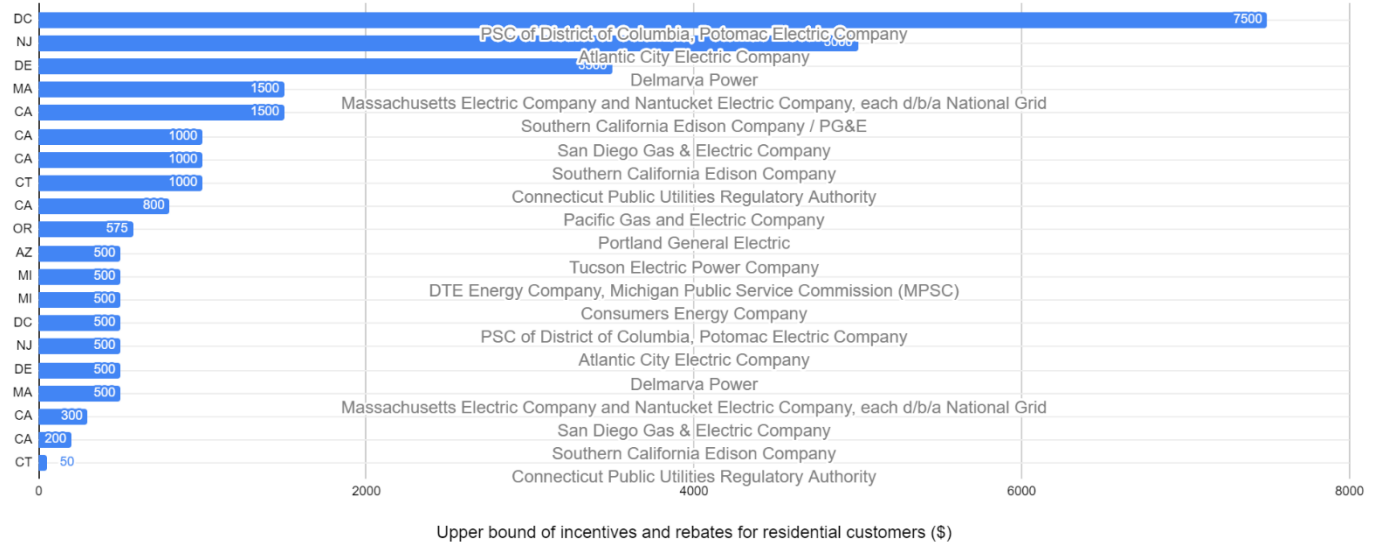 DC 7500
PSC of District of Columbia, Potomac Electric Company
NJ 5000
Atlantic City Electric Company
DE 3500
Delmarva Power
MA 1500
Massachusetts Electric Company and Nantucket Electric Company, each d/b/a National Grid
CA 1500
Southern California Edison Company / PG&E
CA 1000
San Diego Gas & Electric Company
CA 1000
Southern California Edison Company
CT 1000
Connecticut Public Utilities Regulatory Authority
CA 800
Pacific Gas and Electric Company
OR 575
Portland General Electric
AZ 500
Tucson Electric Power Company
MI 500
DTE Energy Company, Michigan Public Service Commission (MPSC)
MI 500
Consumers Energy Company
DC 500
PSC of District of Columbia, Potomac Electric Company
NJ 500
Atlantic City Electric Company
DE 500
Delmarva Power
MA 500
Massachusetts Electric Company and Nantucket Electric Company, each d/b/a National Grid
CA 300
San Diego Gas & Electric Company
CA 200
Southern California Edison Company
CT 50
Connecticut Public Utilities Regulatory Authority
0 2000 4000 6000 8000
Upper bound of incentives and rebates for residential customers ($)